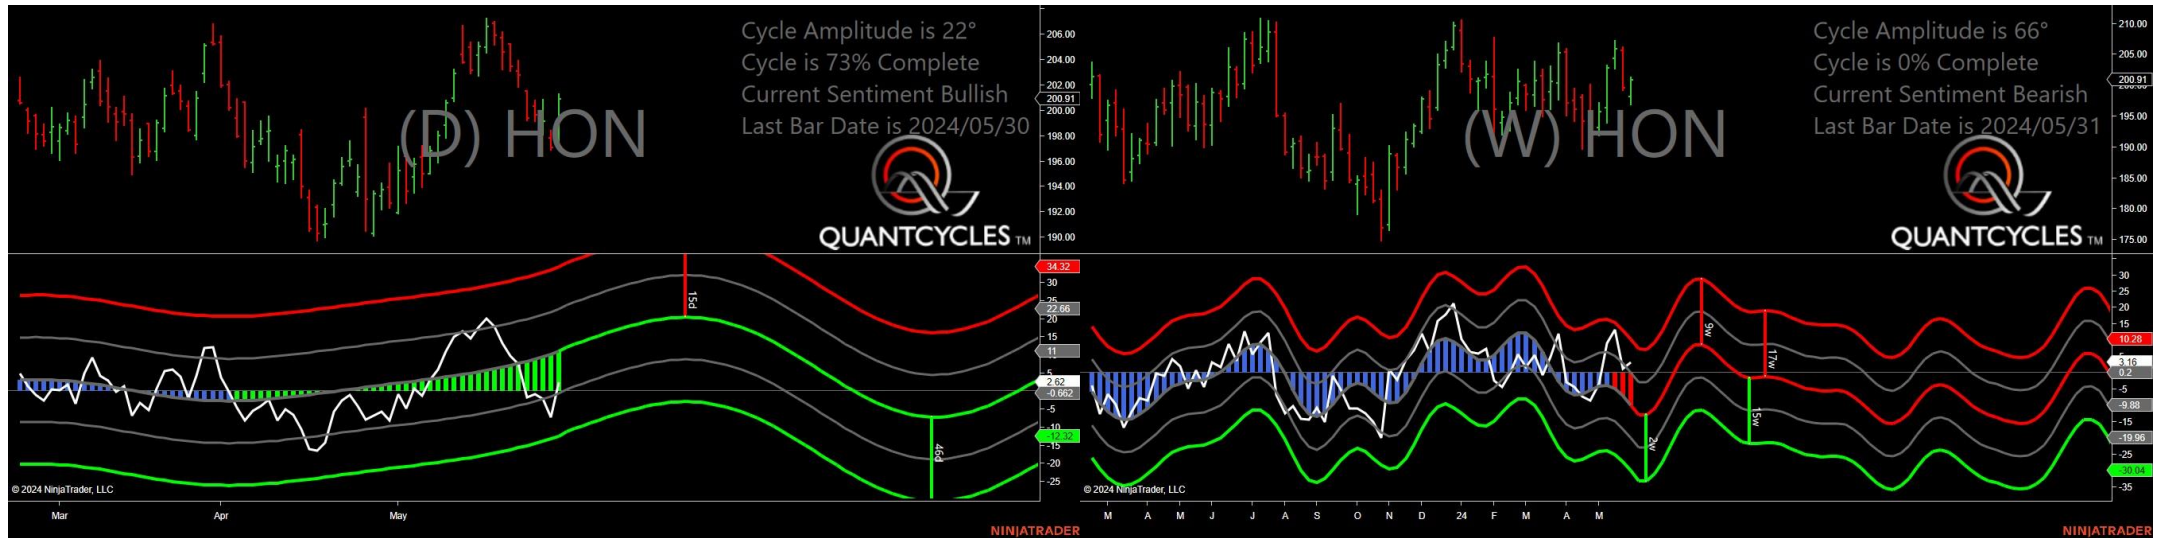 Cycle Amplitude is 22°
Cycle is 73% Complete
Current Sentiment Bullish
Last Bar Date is 2024/05/30
(D) HON
QUANTCYCLES TM
206.00
204.00
202.00
200.91
200.00
198.00
196.00
194.00
192.00
190.00
34.32
30
25
22.66
20
15
11
5
2.62
-0.662
-5
-10
-12.32
-15
-20
-25
15d
46d
© 2024 NinjaTrader, LLC
Mar Apr May
NINJATRADER
Cycle Amplitude is 66°
Cycle is 0% Complete
Current Sentiment Bearish
Last Bar Date is 2024/05/31
(W) HON
QUANTCYCLES TM
210.00
205.00
200.91
200.00
195.00
190.00
185.00
180.00
175.00
30
25
20
15
10.28
5
3.16
0.2
-5
-9.88
-15
-19.96
-25
-30.04
-35
9w
17w
2w
15w
© 2024 NinjaTrader, LLC
M A M J J A S O N D 24 F M A M
NINJATRADER